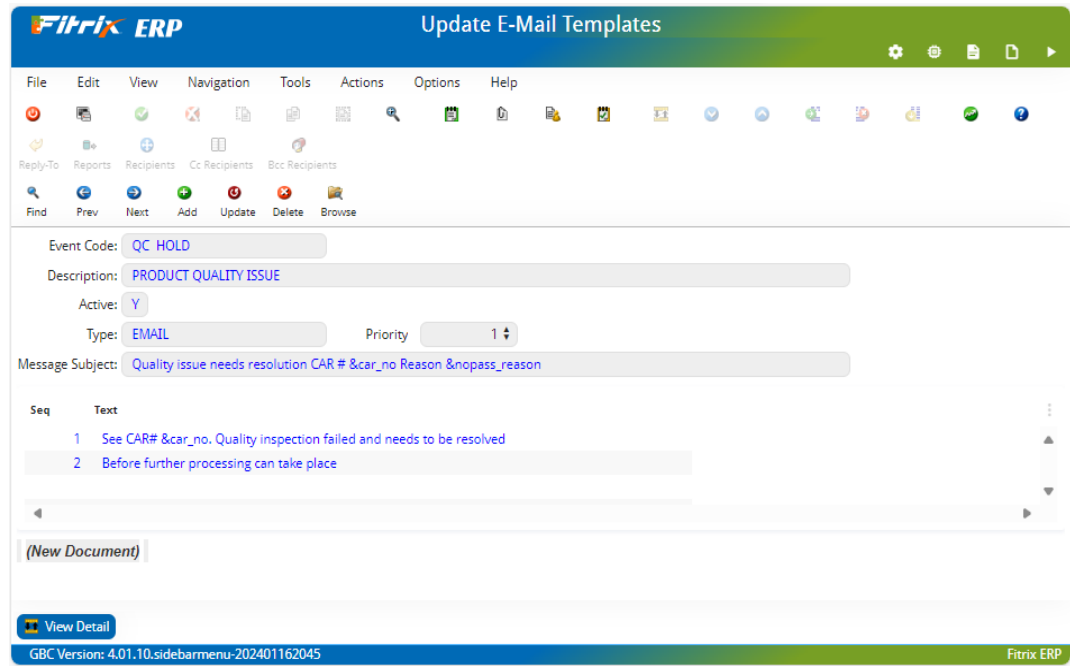 Fitrix ERP
Update E-Mail Templates
File Edit View Navigation Tools Actions Options Help
Reply-To Reports Recipients Cc Recipients Bcc Recipients
Find Prev Next Add Update Delete Browse
Event Code: QC HOLD
Description: PRODUCT QUALITY ISSUE
Active: Y
Type: EMAIL Priority 1
Message Subject: Quality issue needs resolution CAR # &car_no Reason &nopass_reason
Seq Text
1 See CAR# &car_no. Quality inspection failed and needs to be resolved
2 Before further processing can take place
(New Document)
View Detail
GBC Version: 4.01.10.sidebarmenu-202401162045 Fitrix ERP